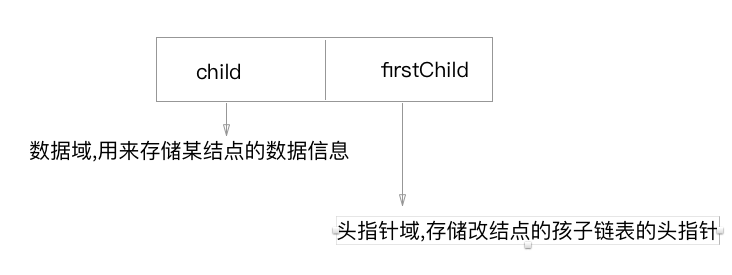 child firstChild
数据域,用来存储某结点的数据信息
头指针域,存储改结点的孩子链表的头指针